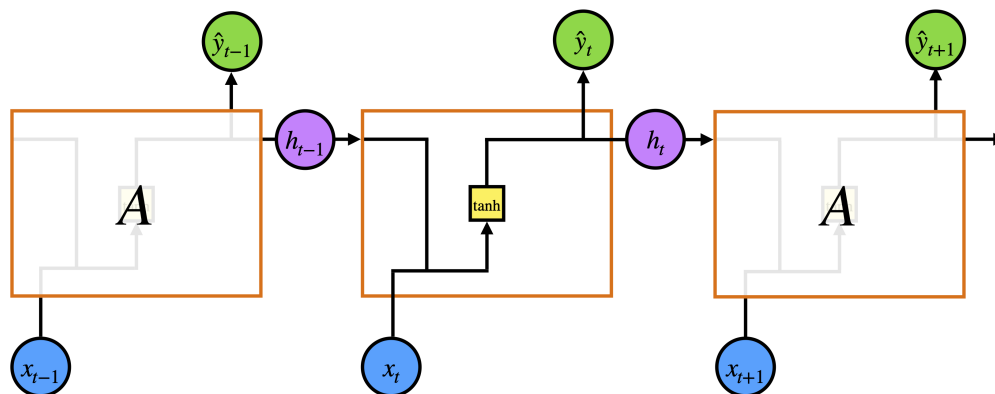 ŷₜ₋₁ ŷₜ ŷₜ₊₁
hₜ₋₁ hₜ
A tanh A
xₜ₋₁ xₜ xₜ₊₁